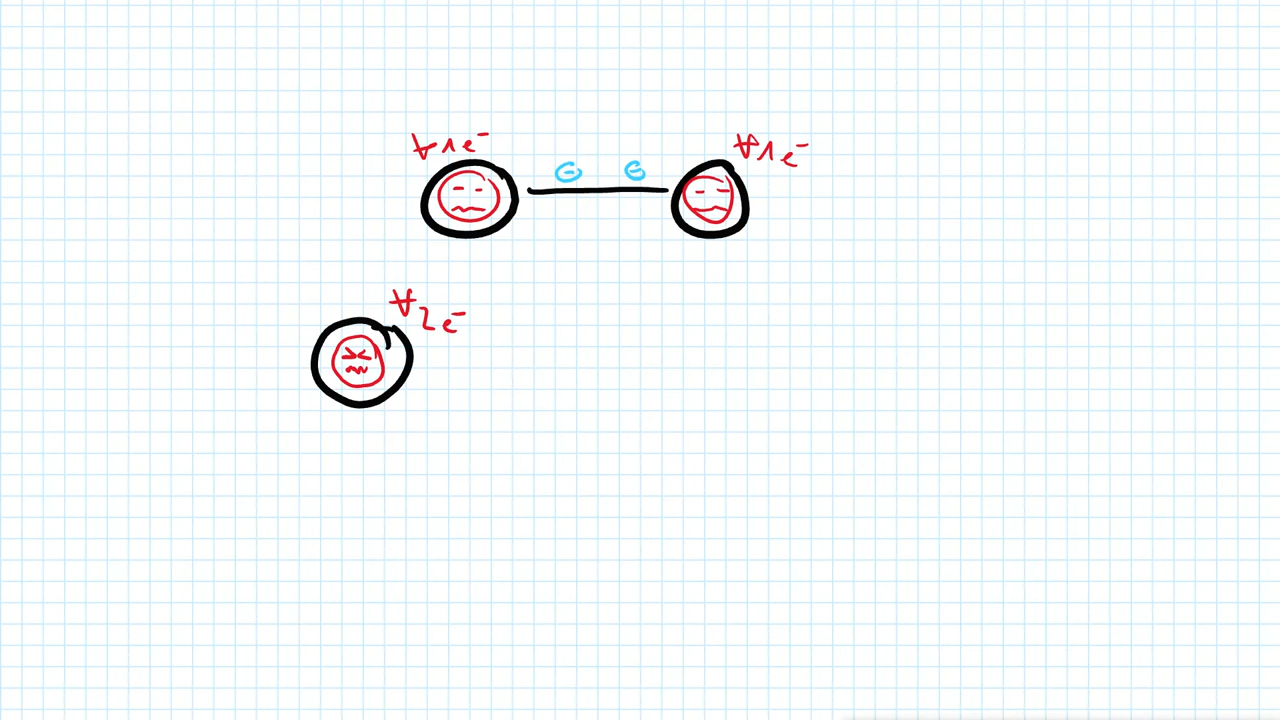 ∀1e⁻ ∀1e⁻
⊖ ⊖
∀2e⁻